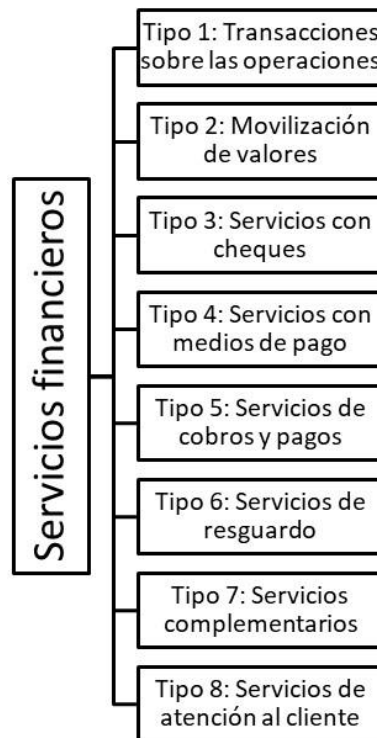 Servicios financieros
Tipo 1: Transacciones
sobre las operaciones
Tipo 2: Movilización
de valores
Tipo 3: Servicios con
cheques
Tipo 4: Servicios con
medios de pago
Tipo 5: Servicios de
cobros y pagos
Tipo 6: Servicios de
resguardo
Tipo 7: Servicios
complementarios
Tipo 8: Servicios de
atención al cliente